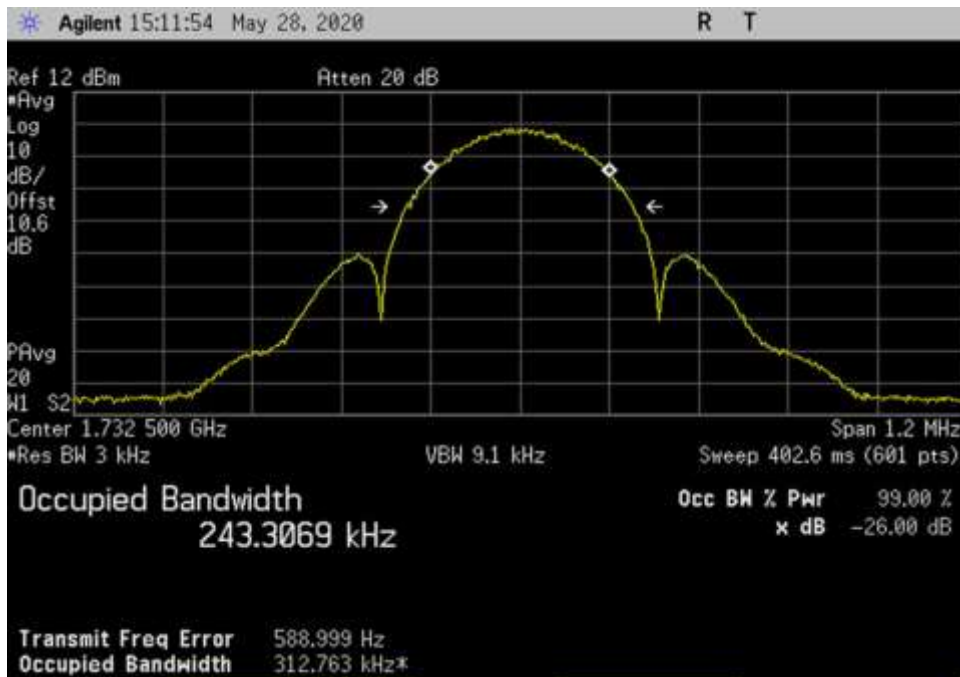 Agilent 15:11:54 May 28, 2020 R T
Ref 12 dBm Atten 20 dB
*Avg
Log
10
dB/
Offst
10.6
dB
PAvg
20
W1 S2
Center 1.732 500 GHz Span 1.2 MHz
*Res BW 3 kHz VBW 9.1 kHz Sweep 402.6 ms (601 pts)
Occupied Bandwidth Occ BW % Pwr 99.00 %
243.3069 kHz x dB -26.00 dB
Transmit Freq Error 588.999 Hz
Occupied Bandwidth 312.763 kHz*